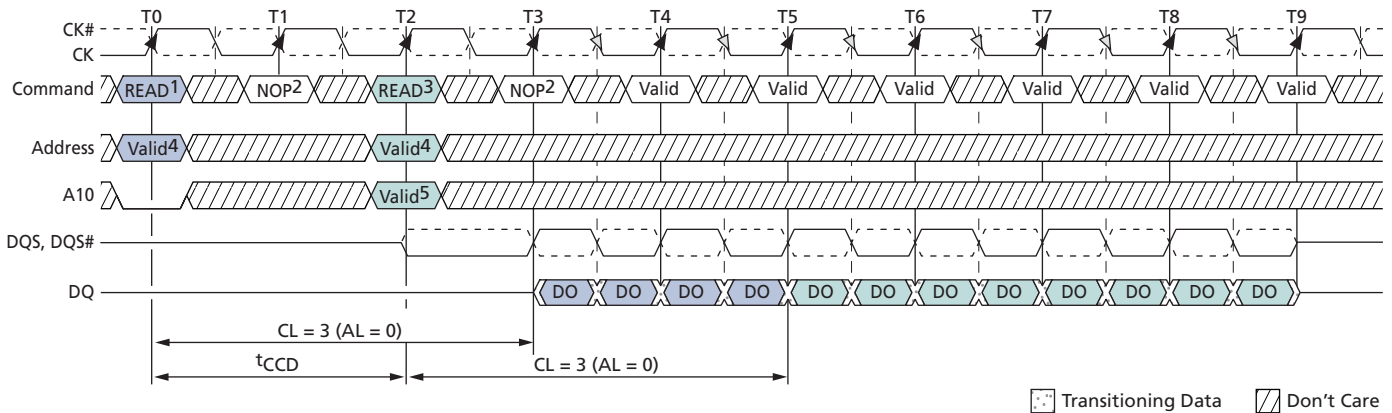 T0 T1 T2 T3 T4 T5 T6 T7 T8 T9
CK#
CK
Command READ1 NOP2 READ3 NOP2 Valid Valid Valid Valid Valid Valid
Address Valid4 Valid4
A10 Valid5
DQS, DQS#
DQ DO DO DO DO DO DO DO DO DO DO DO DO
CL = 3 (AL = 0)
tCCD CL = 3 (AL = 0)
Transitioning Data Don't Care